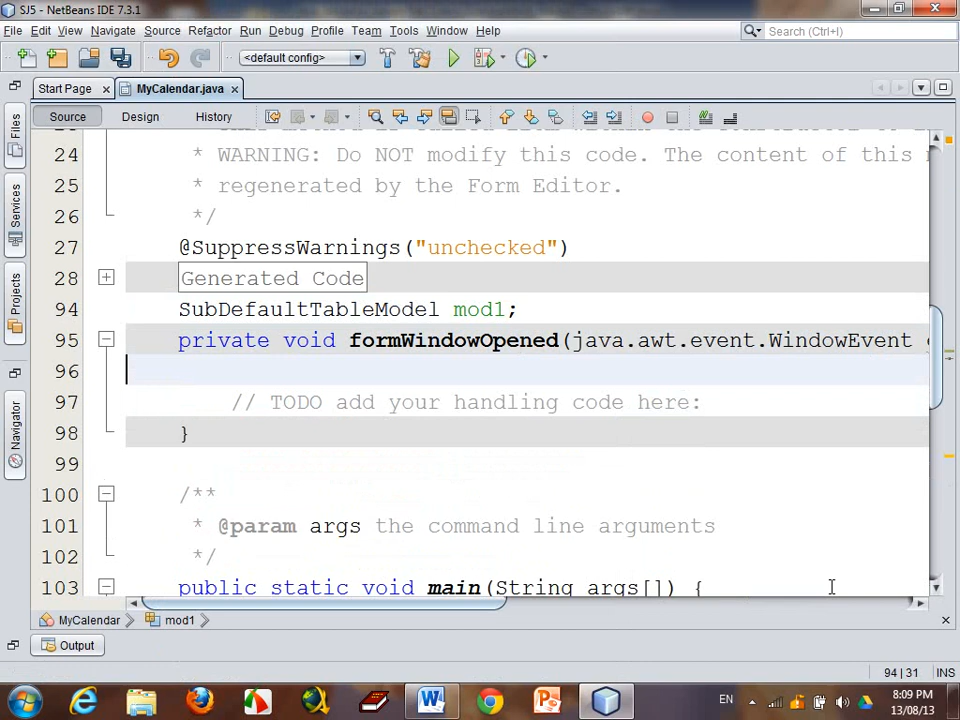 SJ5 - NetBeans IDE 7.3.1
File Edit View Navigate Source Refactor Run Debug Profile Team Tools Window Help
Search (Ctrl+I)
<default config>
Start Page MyCalendar.java
Source Design History
24 * WARNING: Do NOT modify this code. The content of this
25 * regenerated by the Form Editor.
26 */
27 @SuppressWarnings("unchecked")
28 Generated Code
94 SubDefaultTableModel mod1;
95 private void formWindowOpened(java.awt.event.WindowEvent
96
97 // TODO add your handling code here:
98 }
99
100 /**
101 * @param args the command line arguments
102 */
103 public static void main(String args[]) {
MyCalendar mod1
Output
94 | 31 INS
Files
Services
Projects
Navigator
EN
8:09 PM
13/08/13